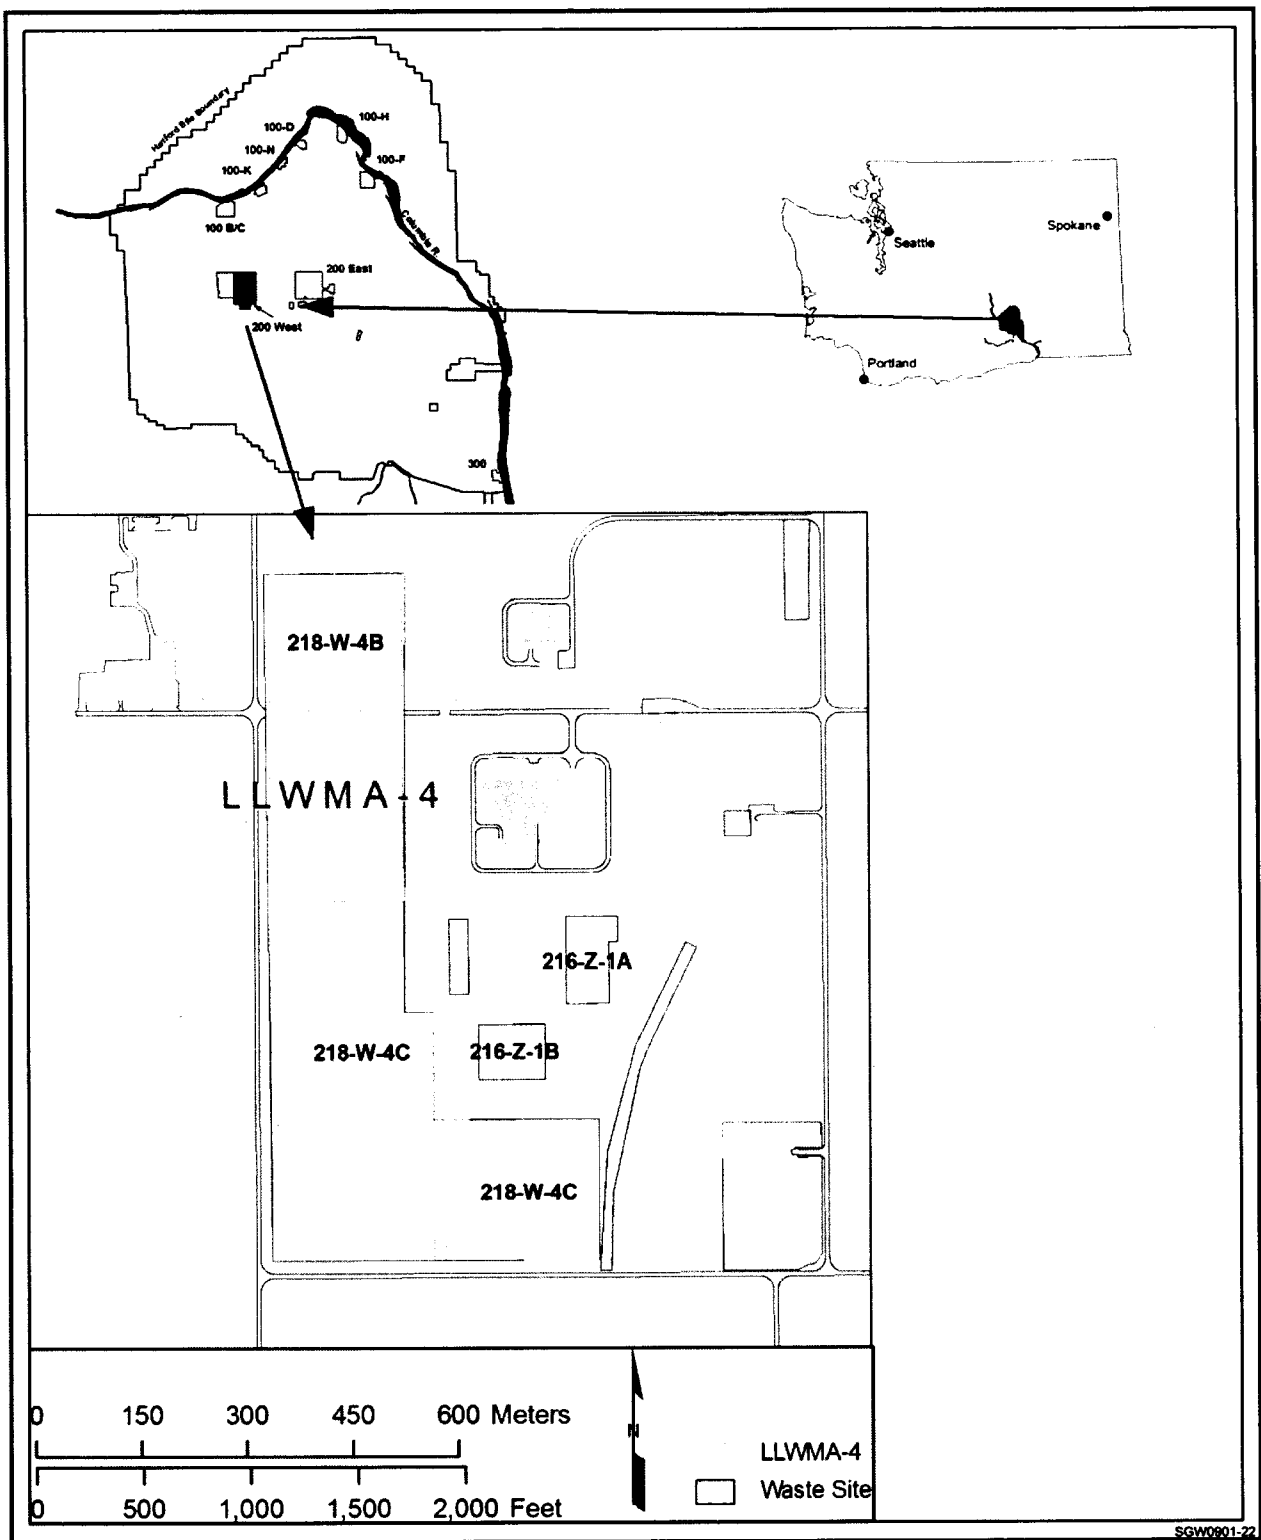 Hanford Site Boundary
100-H
100-D
100-N
100-F
100-K
100 B/C
Columbia R.
200 East
200 West
300
Seattle
Spokane
Portland
218-W-4B
LLWMA-4
216-Z-1A
218-W-4C
216-Z-1B
218-W-4C
0 150 300 450 600 Meters
0 500 1,000 1,500 2,000 Feet
N
LLWMA-4
Waste Site
SGW0901-22